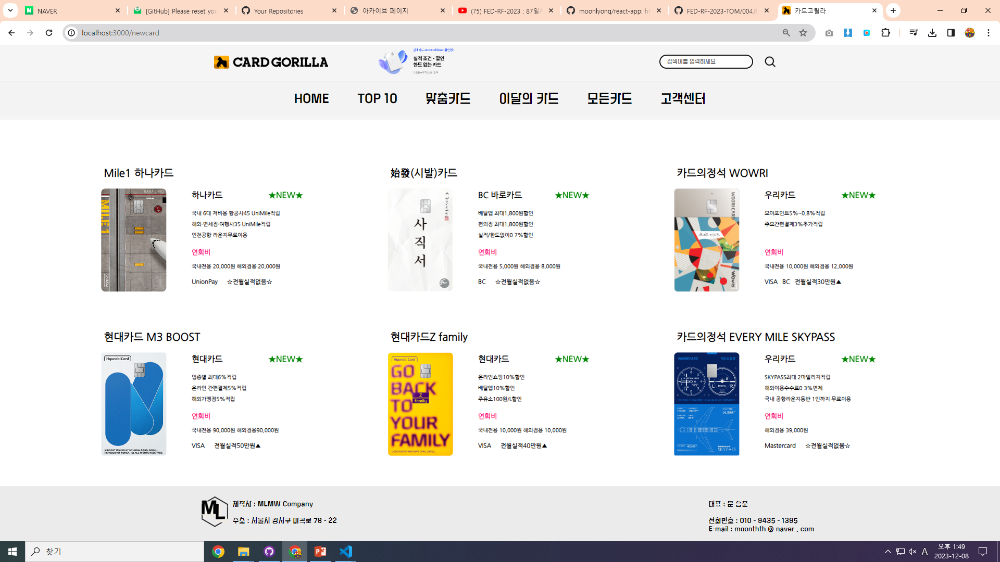 NAVER
[GitHub] Please reset you
Your Repositories
아카이브 페이지
(75) FED-RF-2023 : 87일
moonlyong/react-app: ht
FED-RF-2023-TOM/004.R
카드고릴라
localhost:3000/newcard
CARD GORILLA
실적 조건 · 할인
한도 없는 카드
검색어를 입력하세요
HOME
TOP 10
맞춤카드
이달의 카드
모든카드
고객센터
Mile1 하나카드
HANA CARD
MILE1
UniMile
하나카드
★NEW★
국내 6대 저비용 항공사45 UniMile적립
해외·면세점·여행사35 UniMile적립
인천공항 라운지무료이용
연회비
국내전용 20,000원 해외겸용 20,000원
UnionPay ☆전월실적없음☆
始發(시발)카드
사직서
BC 바로카드
★NEW★
배달앱 최대1,800원할인
편의점 최대1,800원할인
실적/한도없이0.7%할인
연회비
국내전용 5,000원 해외겸용 8,000원
BC ☆전월실적없음☆
카드의정석 WOWRI
WOORI CARD
WOWRI
우리카드
★NEW★
모아포인트5%~0.8%적립
주요간편결제3%추가적립
연회비
국내전용 10,000원 해외겸용 12,000원
VISA BC 전월실적30만원▲
현대카드 M3 BOOST
Hyundai Card
M BOOST ISSUED BY HYUNDAI CARD, SEOUL,
REPUBLIC OF KOREA. (C) ALL RIGHTS RESERVED.
현대카드
★NEW★
업종별 최대6%적립
온라인 간편결제5%적립
해외가맹점5%적립
연회비
국내전용 90,000원 해외겸용90,000원
VISA 전월실적50만원▲
현대카드Z family
Hyundai Card
GO
BACK
Z
family
TO
YOUR
FAMILY
DESIGNED BY HYUNDAI CARD, SEOUL.
현대카드
★NEW★
온라인쇼핑10%할인
배달앱10%할인
주유소100원/L할인
연회비
국내전용 10,000원 해외겸용 10,000원
VISA 전월실적40만원▲
카드의정석 EVERY MILE SKYPASS
WOORI CARD
카드의정석
SKYPASS
우리카드
★NEW★
SKYPASS최대 2마일리지적립
해외이용수수료0.3%면제
국내 공항라운지동반 1인까지 무료이용
연회비
해외겸용 39,000원
Mastercard ☆전월실적없음☆
ML
제작사 : MLMW Company
주소 : 서울시 강서구 마곡로 78 - 22
대표 : 문 승준
전화번호 : 010 - 9435 - 1395
E-mail : moonthth @ naver . com
찾기
A
오후 1:49
2023-12-08